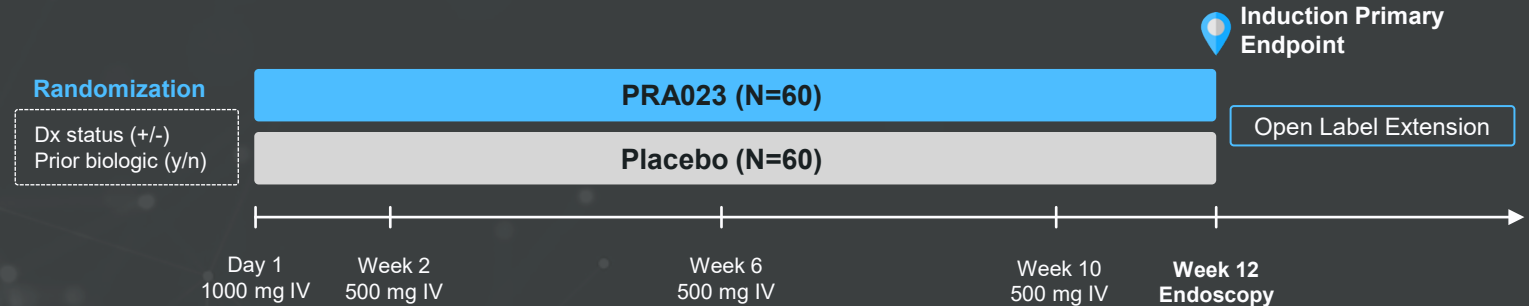 Induction Primary
Endpoint
Randomization
Dx status (+/-)
Prior biologic (y/n)
PRA023 (N=60)
Placebo (N=60)
Open Label Extension
Day 1
1000 mg IV
Week 2
500 mg IV
Week 6
500 mg IV
Week 10
500 mg IV
Week 12
Endoscopy